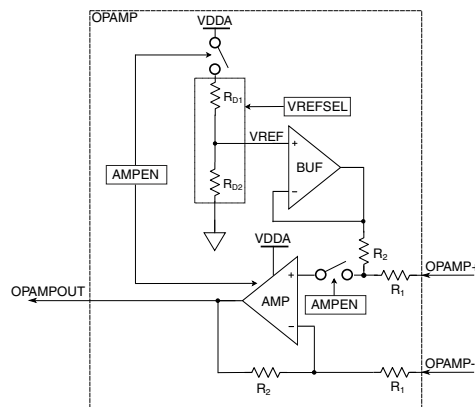 OPAMP
VDDA
RD1
VREFSEL
VREF
+
BUF
AMPEN
RD2
−
R2
VDDA
OPAMP+
+
R1
OPAMPOUT
AMP
AMPEN
−
OPAMP-
R2
R1